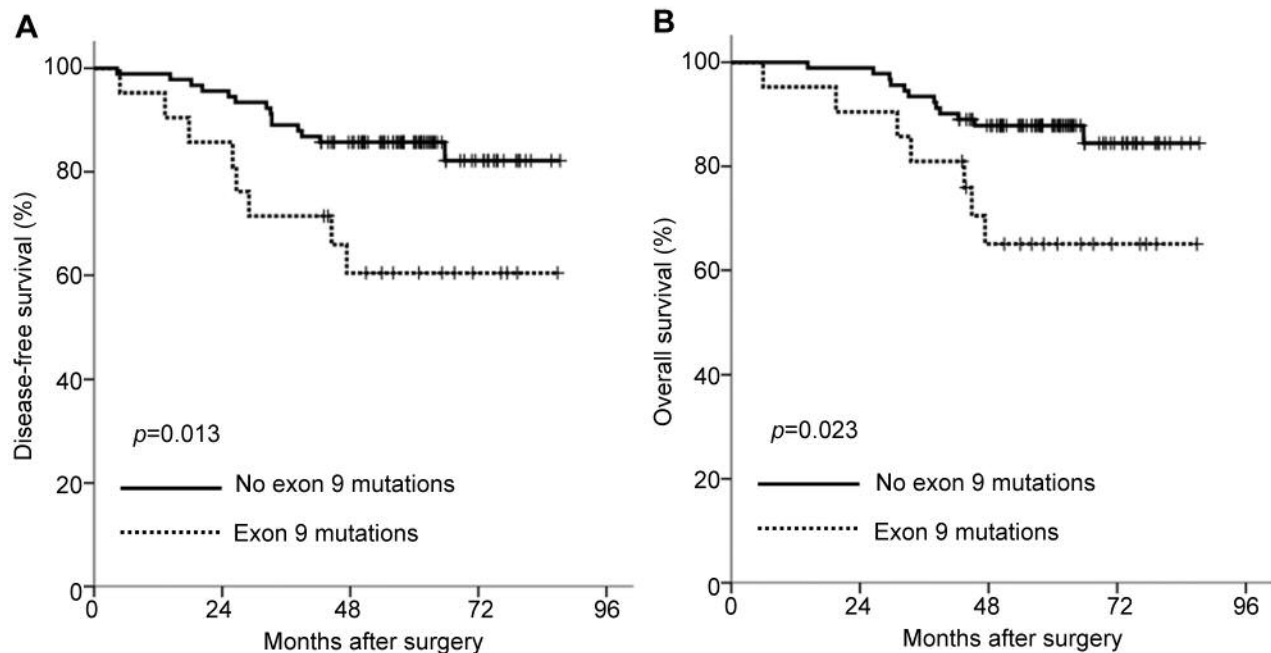 A
Disease-free survival (%)
100
80
60
40
20
0
p=0.013
No exon 9 mutations
Exon 9 mutations
0 24 48 72 96
Months after surgery
B
Overall survival (%)
100
80
60
40
20
0
p=0.023
No exon 9 mutations
Exon 9 mutations
0 24 48 72 96
Months after surgery